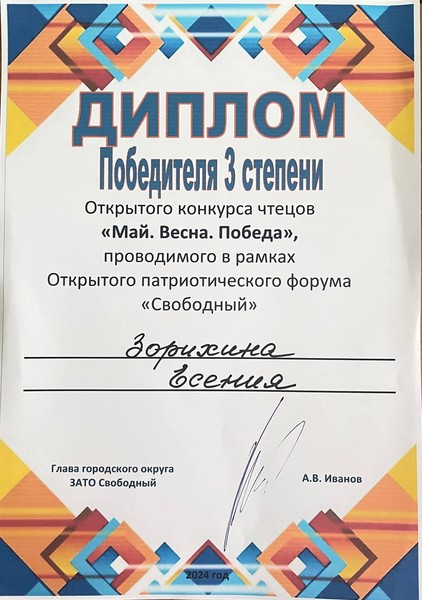 ДИПЛОМ
Победителя 3 степени
Открытого конкурса чтецов
«Май. Весна. Победа»,
проводимого в рамках
Открытого патриотического форума
«Свободный»
Зорихина
Есения
Глава городского округа
ЗАТО Свободный
А.В. Иванов
2024 год